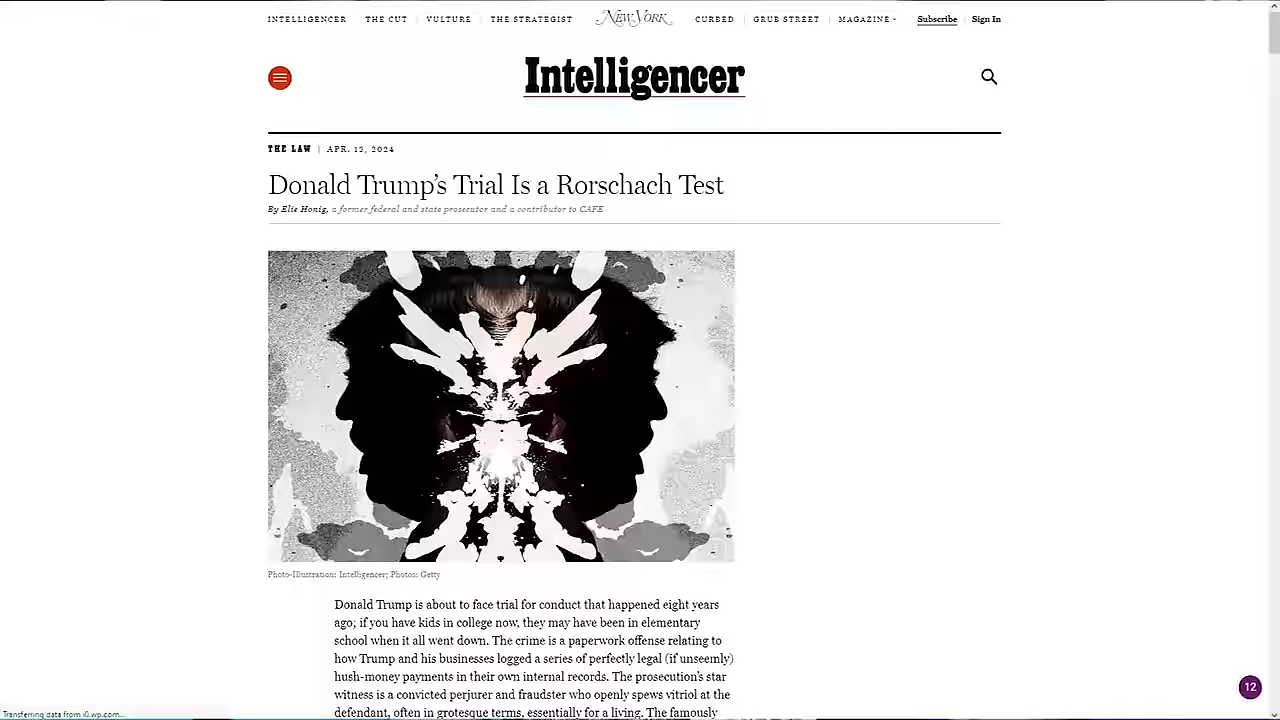 INTELLIGENCER THE CUT VULTURE THE STRATEGIST NEW YORK CURBED GRUB STREET MAGAZINE Subscribe Sign In
Intelligencer
THE LAW | APR. 12, 2024
Donald Trump's Trial Is a Rorschach Test
By Elie Honig, a former federal and state prosecutor and a contributor to CAFE
Photo-Illustration: Intelligencer; Photos: Getty
Donald Trump is about to face trial for conduct that happened eight years
ago; if you have kids in college now, they may have been in elementary
school when it all went down. The crime is a paperwork offense relating to
how Trump and his businesses logged a series of perfectly legal (if unseemly)
hush-money payments in their own internal records. The prosecution's star
witness is a convicted perjurer and fraudster who openly spews vitriol at the
defendant, often in grotesque terms, essentially for a living. The famously
12
Transferring data from i0.wp.com...